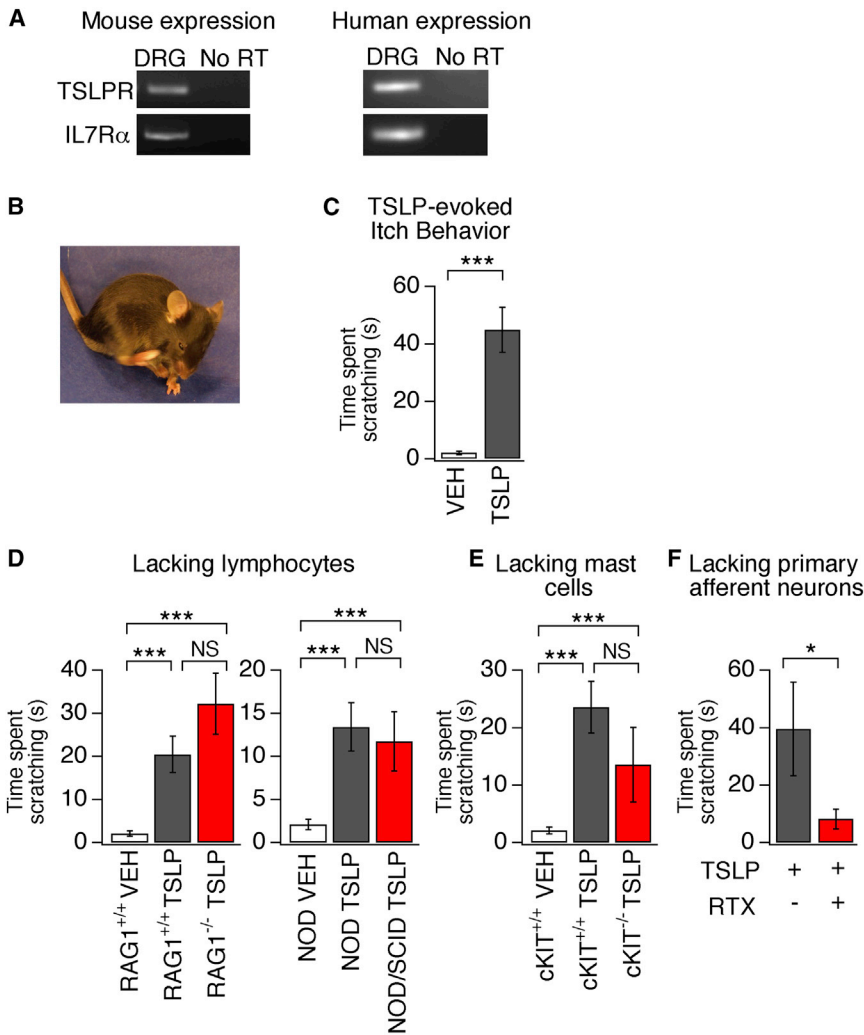 A
Mouse expression
Human expression
DRG No RT
DRG No RT
TSLPR
IL7Rα
B
C
TSLP-evoked
Itch Behavior
***
60
40
20
0
Time spent
scratching (s)
VEH
TSLP
D
Lacking lymphocytes
***
***
NS
40
30
20
10
0
Time spent
scratching (s)
RAG1+/+ VEH
RAG1+/+ TSLP
RAG1-/- TSLP
***
***
NS
20
15
10
5
0
NOD VEH
NOD TSLP
NOD/SCID TSLP
E
Lacking mast
cells
***
***
NS
30
20
10
0
Time spent
scratching (s)
cKIT+/+ VEH
cKIT+/+ TSLP
cKIT-/- TSLP
F
Lacking primary
afferent neurons
*
60
40
20
0
Time spent
scratching (s)
TSLP + +
RTX - +